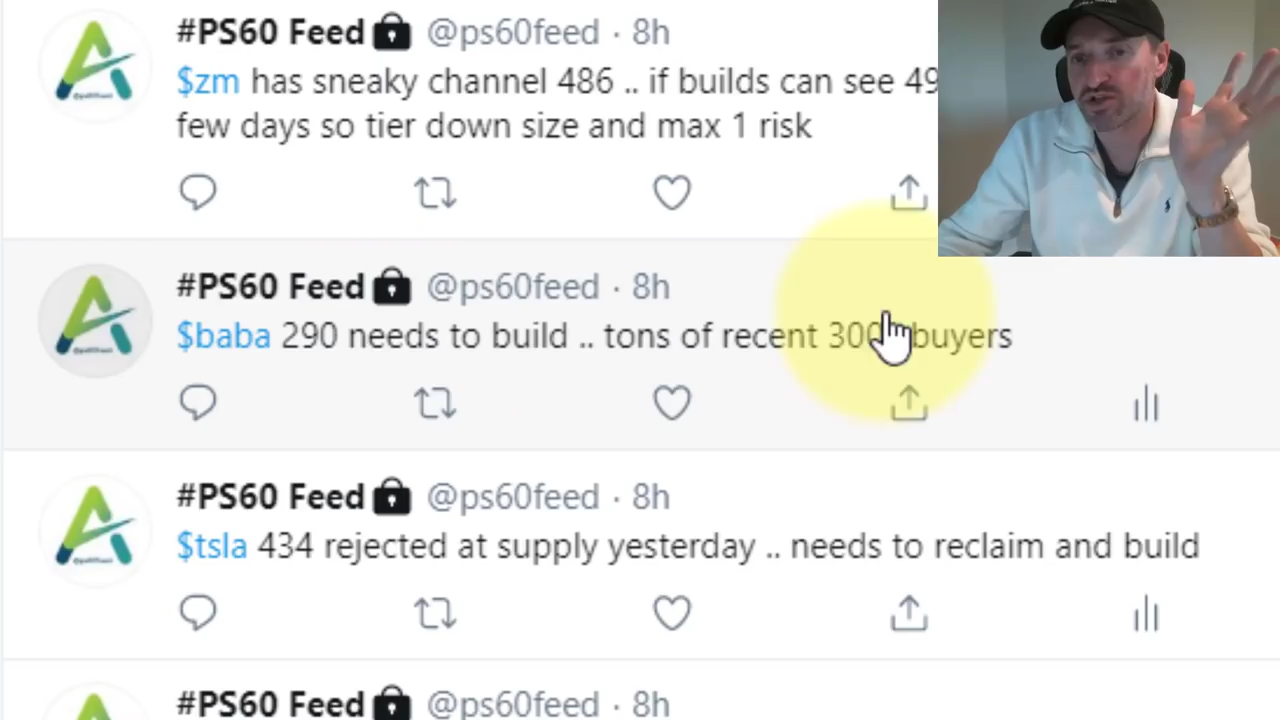 #PS60 Feed @ps60feed · 8h
$zm has sneaky channel 486 .. if builds can see 49
few days so tier down size and max 1 risk
#PS60 Feed @ps60feed · 8h
$baba 290 needs to build .. tons of recent 300 buyers
#PS60 Feed @ps60feed · 8h
$tsla 434 rejected at supply yesterday .. needs to reclaim and build
#PS60 Feed @ps60feed · 8h